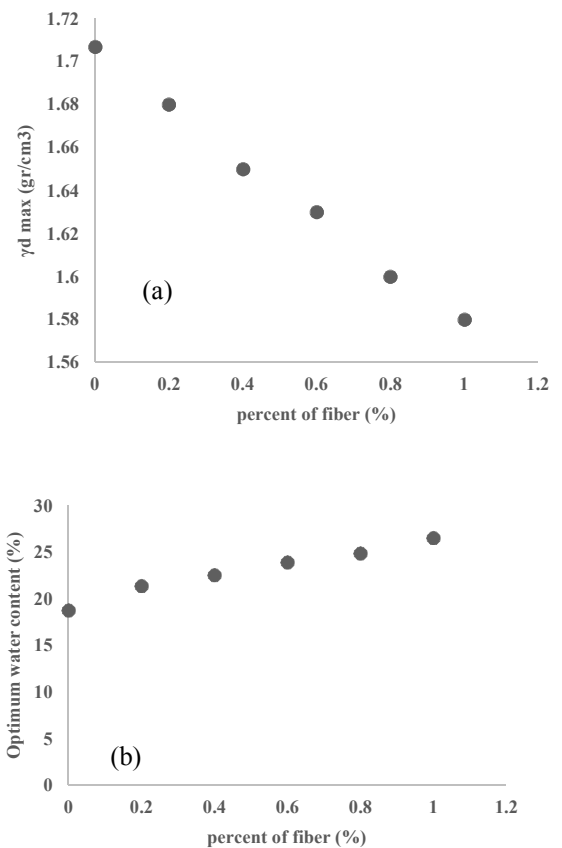 1.72
1.7
1.68
1.66
1.64
1.62
1.6
1.58
1.56
γd max (gr/cm3)
(a)
0 0.2 0.4 0.6 0.8 1 1.2
percent of fiber (%)
30
25
20
15
10
5
0
Optimum water content (%)
(b)
0 0.2 0.4 0.6 0.8 1 1.2
percent of fiber (%)